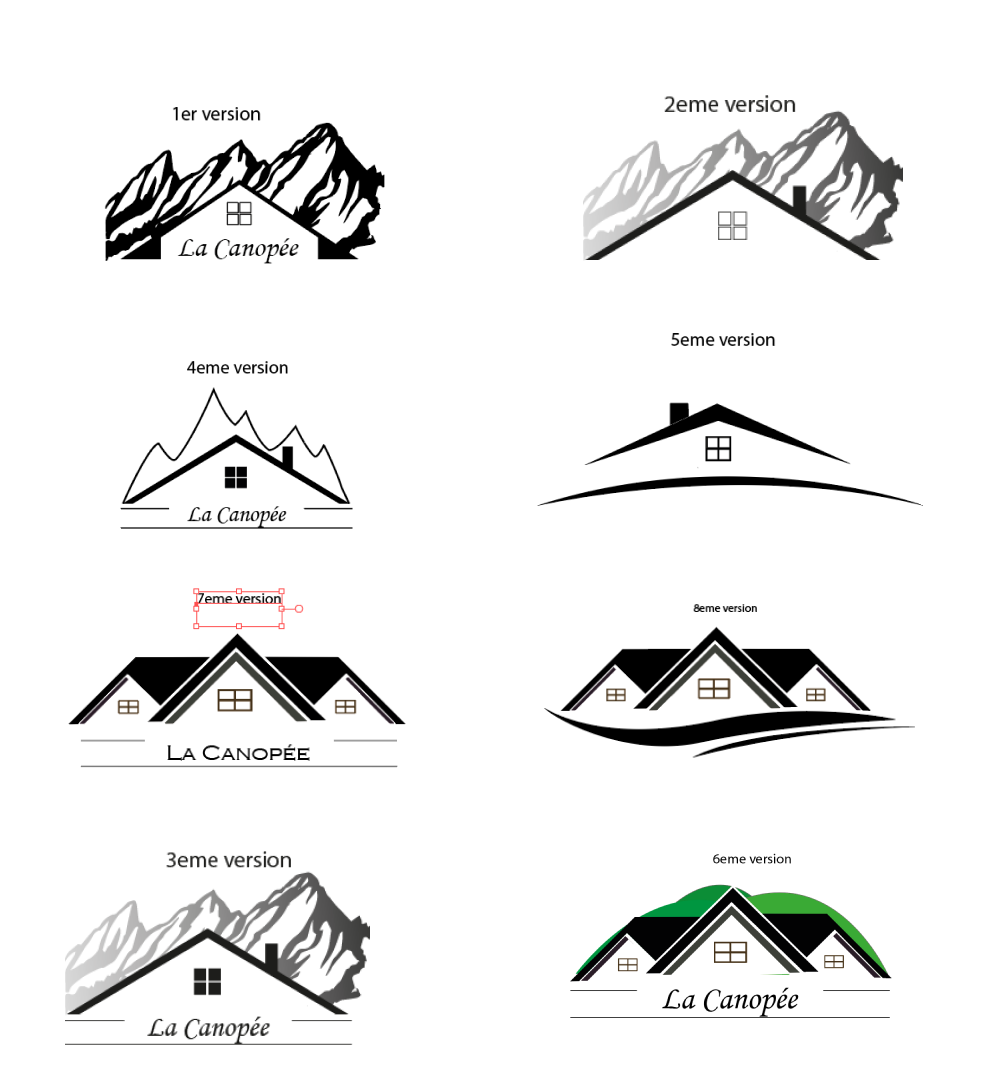 1er version
La Canopée
2eme version
4eme version
La Canopée
5eme version
7eme version
La Canopée
8eme version
3eme version
La Canopée
6eme version
La Canopée